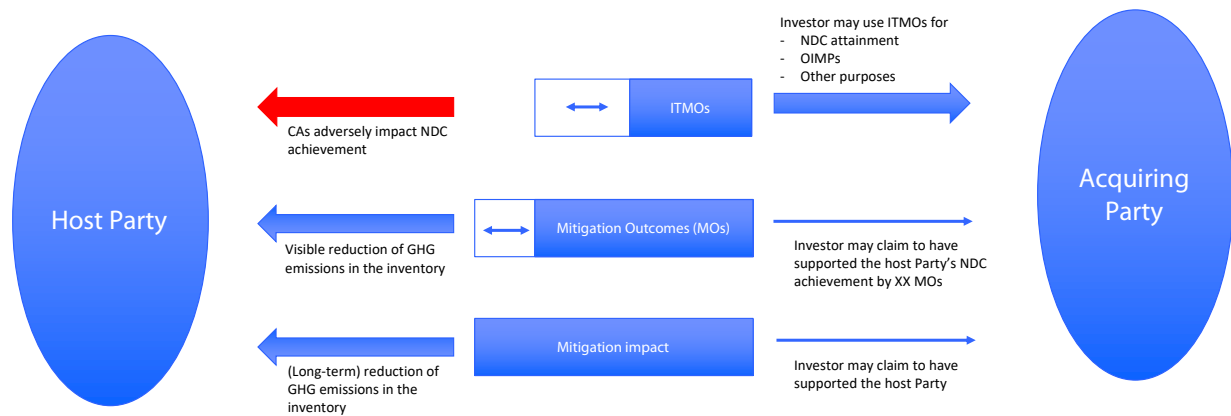 Investor may use ITMOs for
- NDC attainment
- OIMPs
- Other purposes
ITMOs
CAs adversely impact NDC
achievement
Host Party
Acquiring
Party
Mitigation Outcomes (MOs)
Visible reduction of GHG
emissions in the inventory
Investor may claim to have
supported the host Party's NDC
achievement by XX MOs
Mitigation impact
(Long-term) reduction of
GHG emissions in the
inventory
Investor may claim to have
supported the host Party